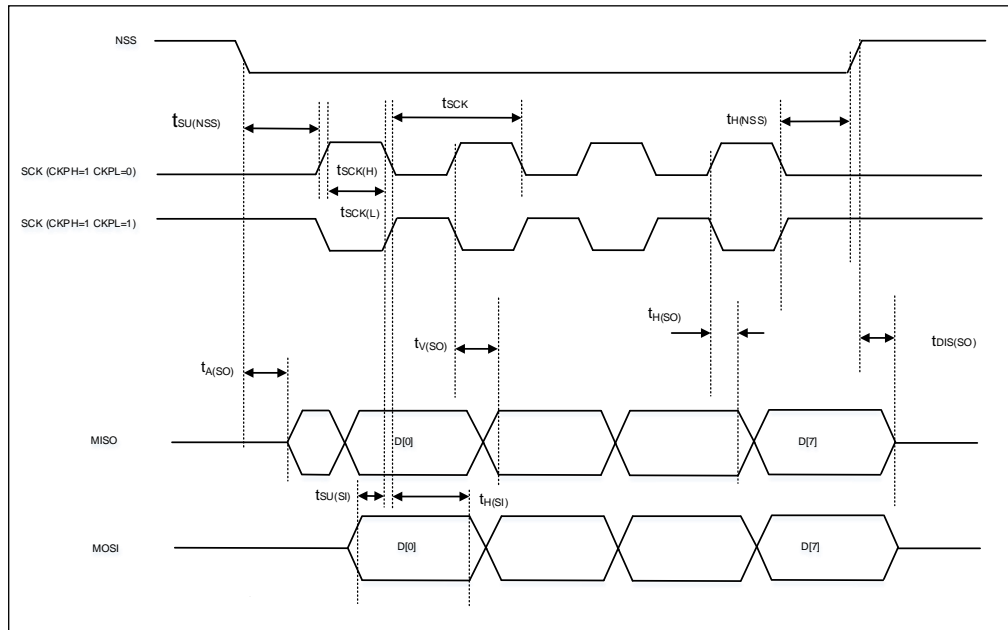 NSS
tSCK
tSU(NSS)
tH(NSS)
SCK (CKPH=1 CKPL=0)
tSCK(H)
tSCK(L)
SCK (CKPH=1 CKPL=1)
tH(SO)
tV(SO)
tDIS(SO)
tA(SO)
MISO
D[0]
D[7]
tSU(SI)
tH(SI)
MOSI
D[0]
D[7]